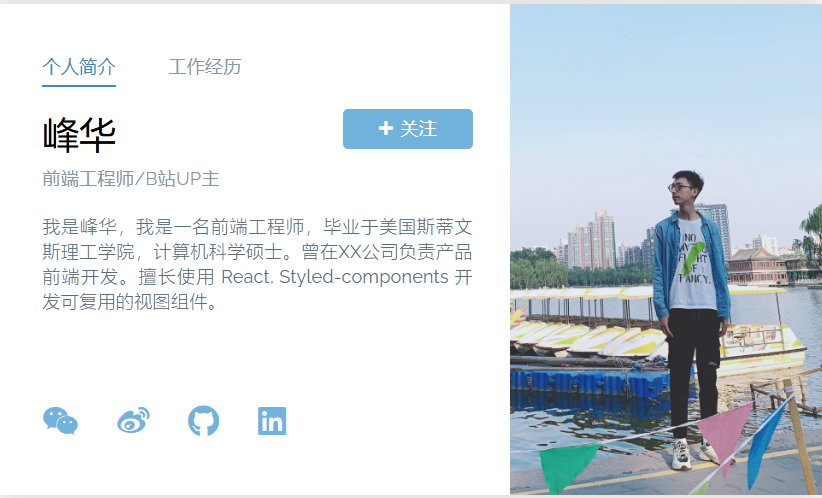 个人简介 工作经历
峰华
+ 关注
前端工程师/B站UP主
我是峰华，我是一名前端工程师，毕业于美国斯蒂文
斯理工学院，计算机科学硕士。曾在XX公司负责产品
前端开发。擅长使用 React, Styled-components 开
发可复用的视图组件。
in
NO
FIGHT
OF
FANCY.